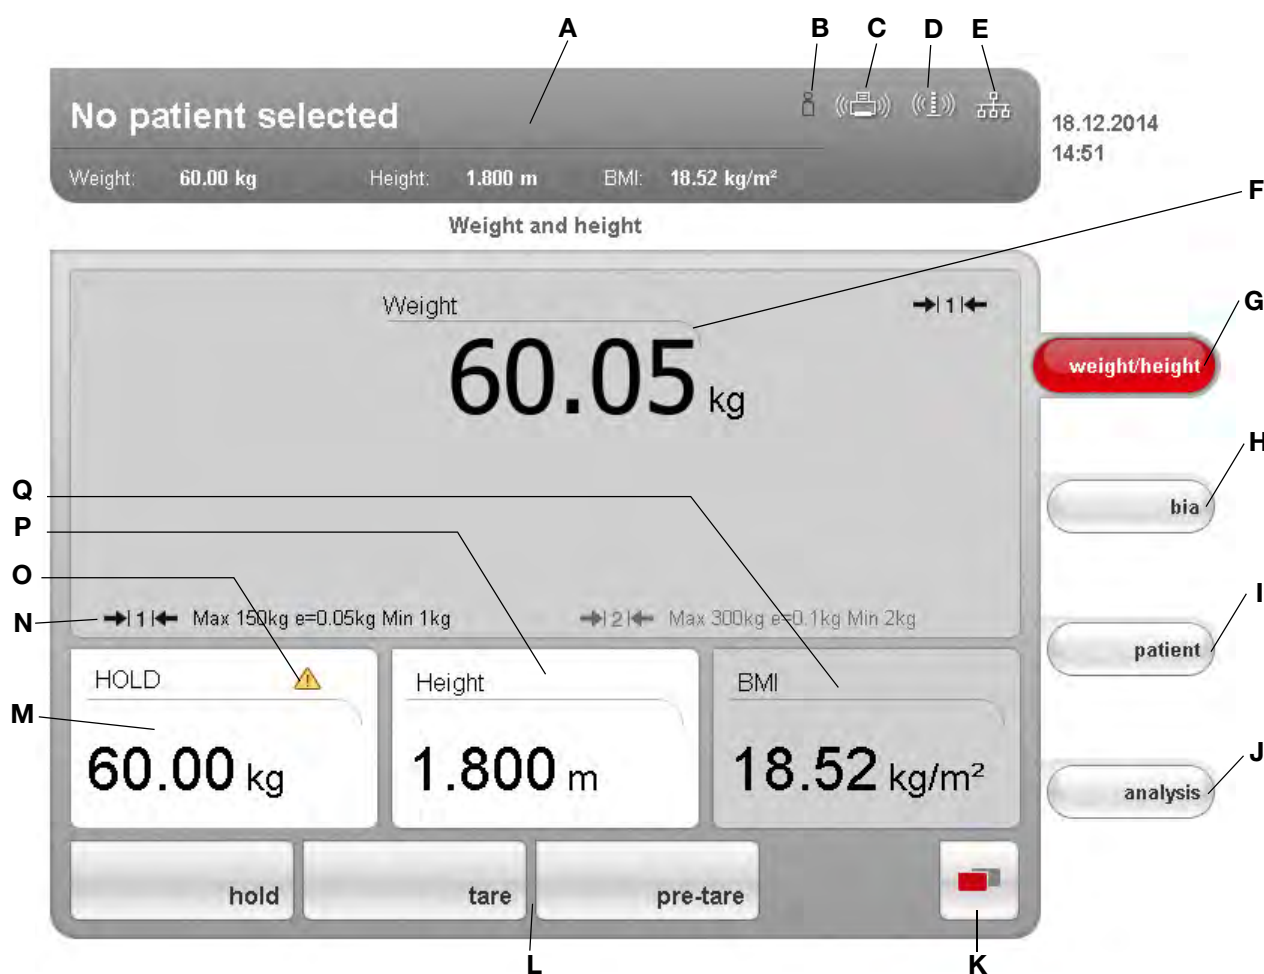 A B C D E
No patient selected
18.12.2014
14:51
Weight: 60.00 kg Height: 1.800 m BMI: 18.52 kg/m²
F
Weight and height
Weight →|1|←
G
60.05 kg
weight/height
H
bia
Q
P
O
I
N →|1|← Max 150kg e=0.05kg Min 1kg →|2|← Max 300kg e=0.1kg Min 2kg
patient
HOLD Height BMI
M
J
60.00 kg 1.800 m 18.52 kg/m²
analysis
hold tare pre-tare
L K